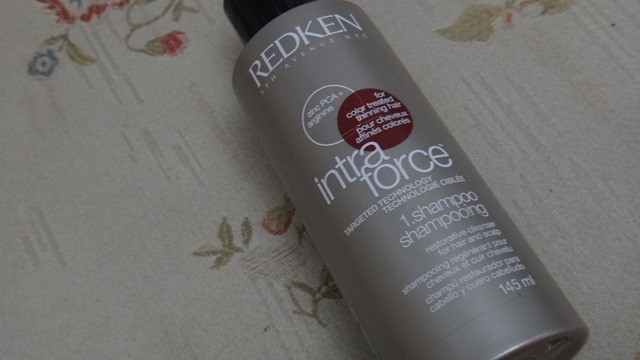 REDKEN
5TH AVENUE NYC
zinc PCA +
arginine
for
color treated
thinning hair
pour cheveux
affinés colorés
intra
force
TARGETED TECHNOLOGY
TECHNOLOGIE CIBLÉE
1.shampoo
shampooing
restorative cleanser
for hair and scalp
shampooing régénérant pour
cheveux et cuir chevelu
champu restaurador para
cabello y cuero cabelludo
145 ml